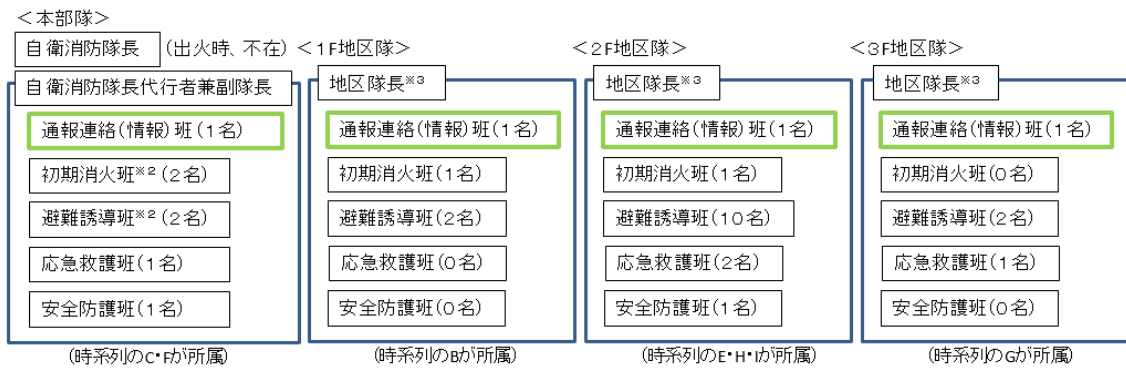 ＜本部隊＞
自衛消防隊長 (出火時、不在)
自衛消防隊長代行者兼副隊長
通報連絡(情報)班(1名)
初期消火班※2(2名)
避難誘導班※2(2名)
応急救護班(1名)
安全防護班(1名)
(時系列のC・Fが所属)
＜1F地区隊＞
地区隊長※3
通報連絡(情報)班(1名)
初期消火班(1名)
避難誘導班(2名)
応急救護班(0名)
安全防護班(0名)
(時系列のBが所属)
＜2F地区隊＞
地区隊長※3
通報連絡(情報)班(1名)
初期消火班(1名)
避難誘導班(10名)
応急救護班(2名)
安全防護班(1名)
(時系列のE・H・Iが所属)
＜3F地区隊＞
地区隊長※3
通報連絡(情報)班(1名)
初期消火班(0名)
避難誘導班(2名)
応急救護班(1名)
安全防護班(0名)
(時系列のGが所属)